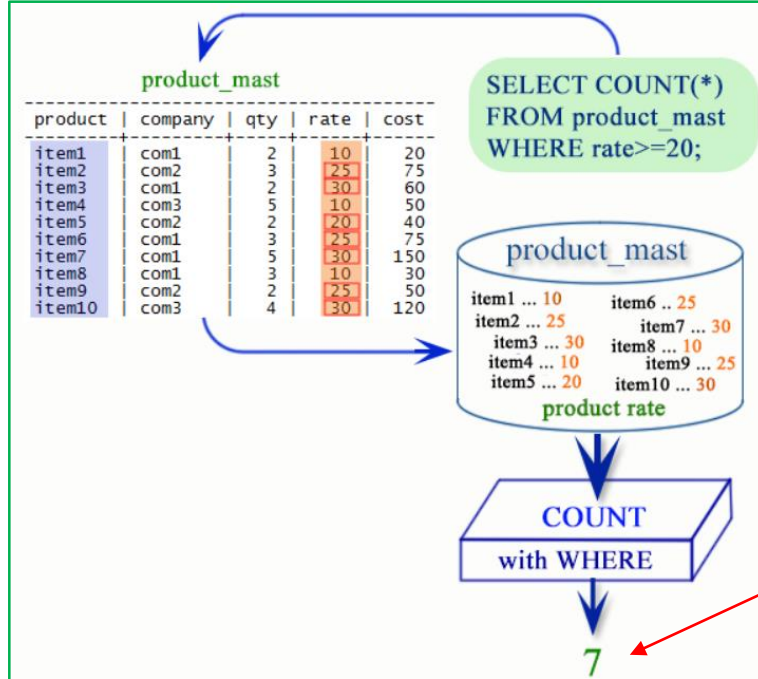 product_mast
product | company | qty | rate | cost
item1 | com1 | 2 | 10 | 20
item2 | com2 | 3 | 25 | 75
item3 | com1 | 2 | 30 | 60
item4 | com3 | 5 | 10 | 50
item5 | com2 | 2 | 20 | 40
item6 | com1 | 3 | 25 | 75
item7 | com1 | 5 | 30 | 150
item8 | com1 | 3 | 10 | 30
item9 | com2 | 2 | 25 | 50
item10 | com3 | 4 | 30 | 120
SELECT COUNT(*)
FROM product_mast
WHERE rate>=20;
product_mast
item1 ... 10
item2 ... 25
item3 ... 30
item4 ... 10
item5 ... 20
item6 .. 25
item7 ... 30
item8 ... 10
item9 ... 25
item10 ... 30
product rate
COUNT
with WHERE
7